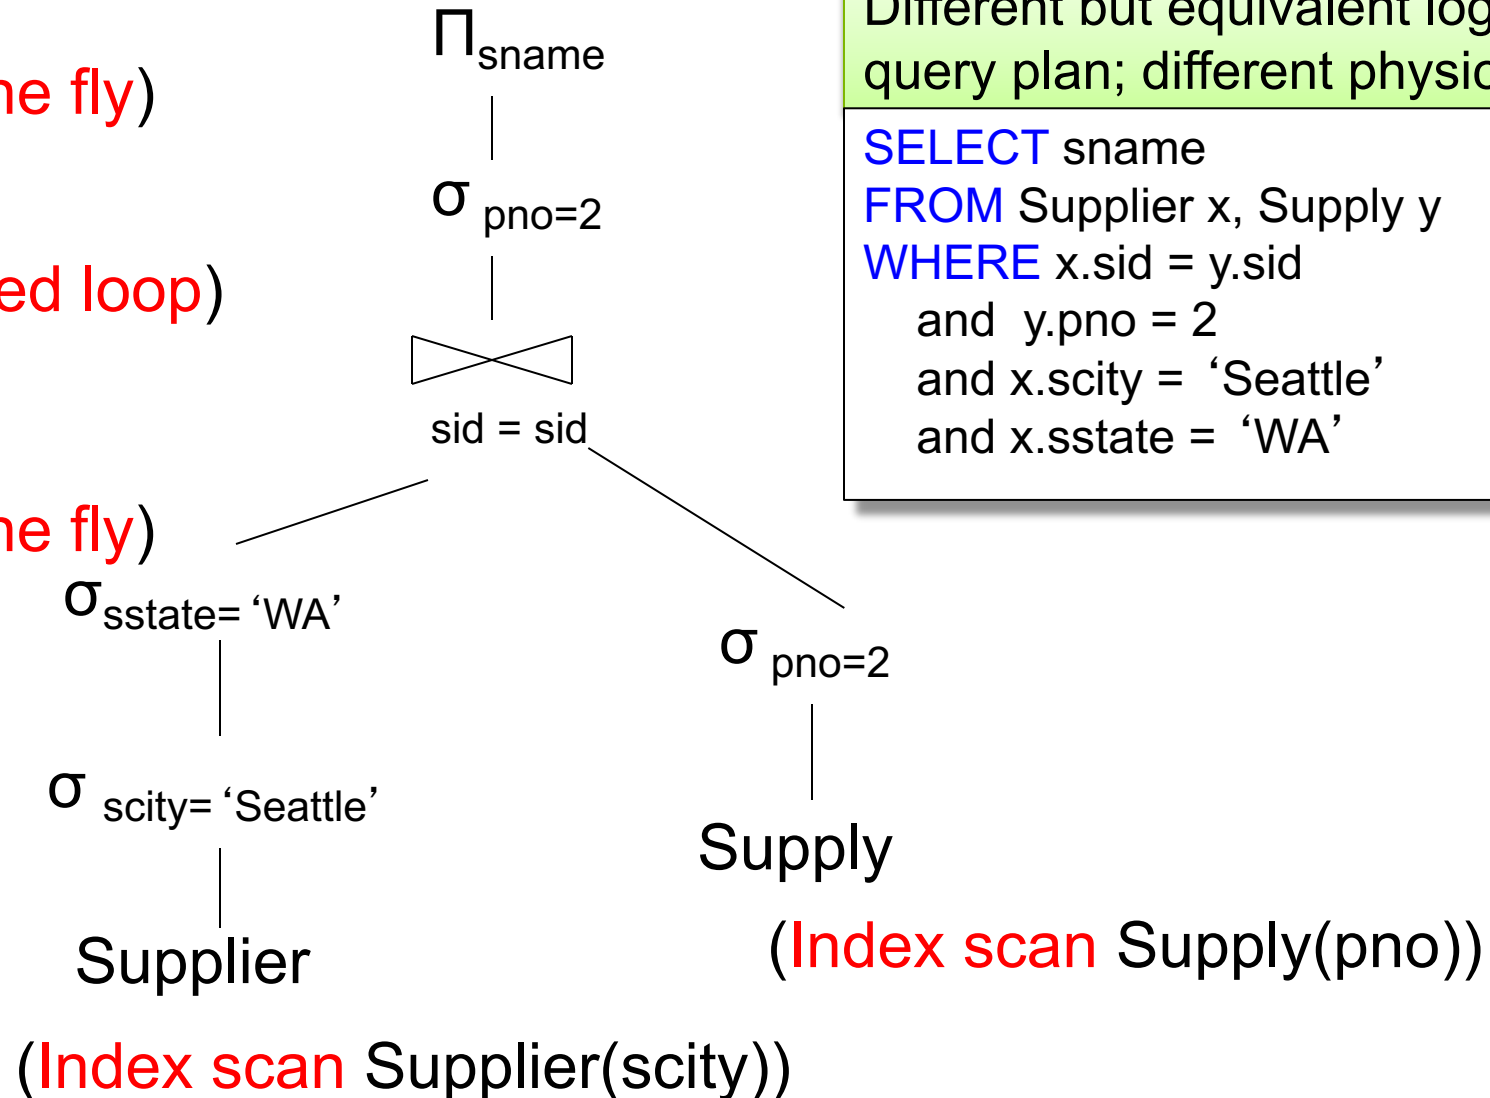 Πsname
Different but equivalent log
query plan; different physic
he fly)
SELECT sname
FROM Supplier x, Supply y
WHERE x.sid = y.sid
and y.pno = 2
and x.scity = ‘Seattle’
and x.sstate = ‘WA’
σ pno=2
ed loop)
sid = sid
he fly)
σsstate= ‘WA’
σ pno=2
σ scity= ‘Seattle’
Supply
Supplier
(Index scan Supply(pno))
(Index scan Supplier(scity))